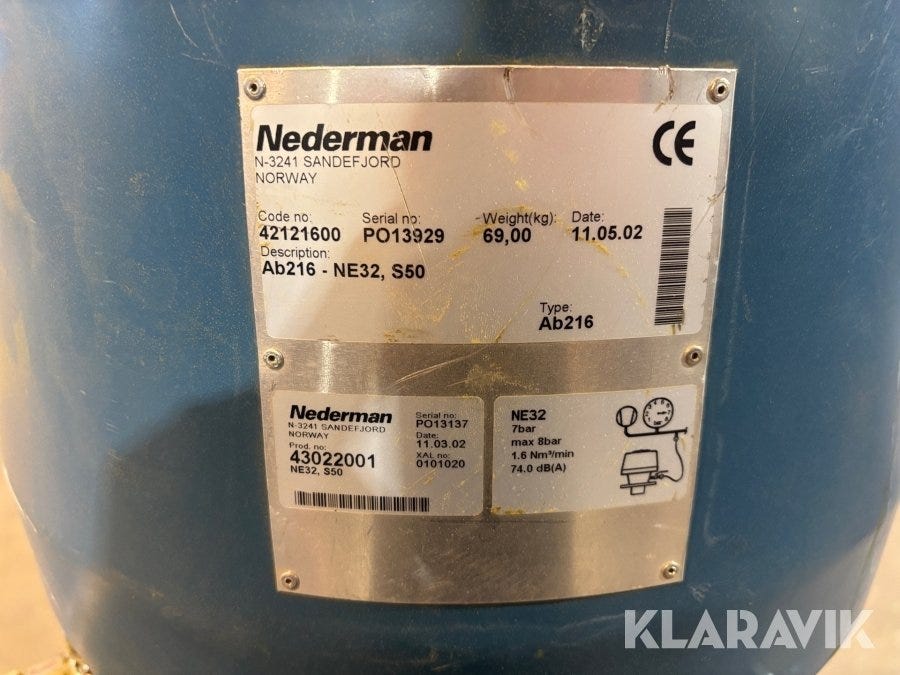 Nederman
N-3241 SANDEFJORD
NORWAY
CE
Code no: Serial no: Weight(kg): Date:
42121600 PO13929 69,00 11.05.02
Description:
Ab216 - NE32, S50
Type:
Ab216
Nederman
N-3241 SANDEFJORD
NORWAY
Prod. no:
43022001
NE32, S50
Serial no:
PO13137
Date:
11.03.02
XAL no:
0101020
NE32
7bar
max 8bar
1.6 Nm³/min
74.0 dB(A)
KLARAVIK